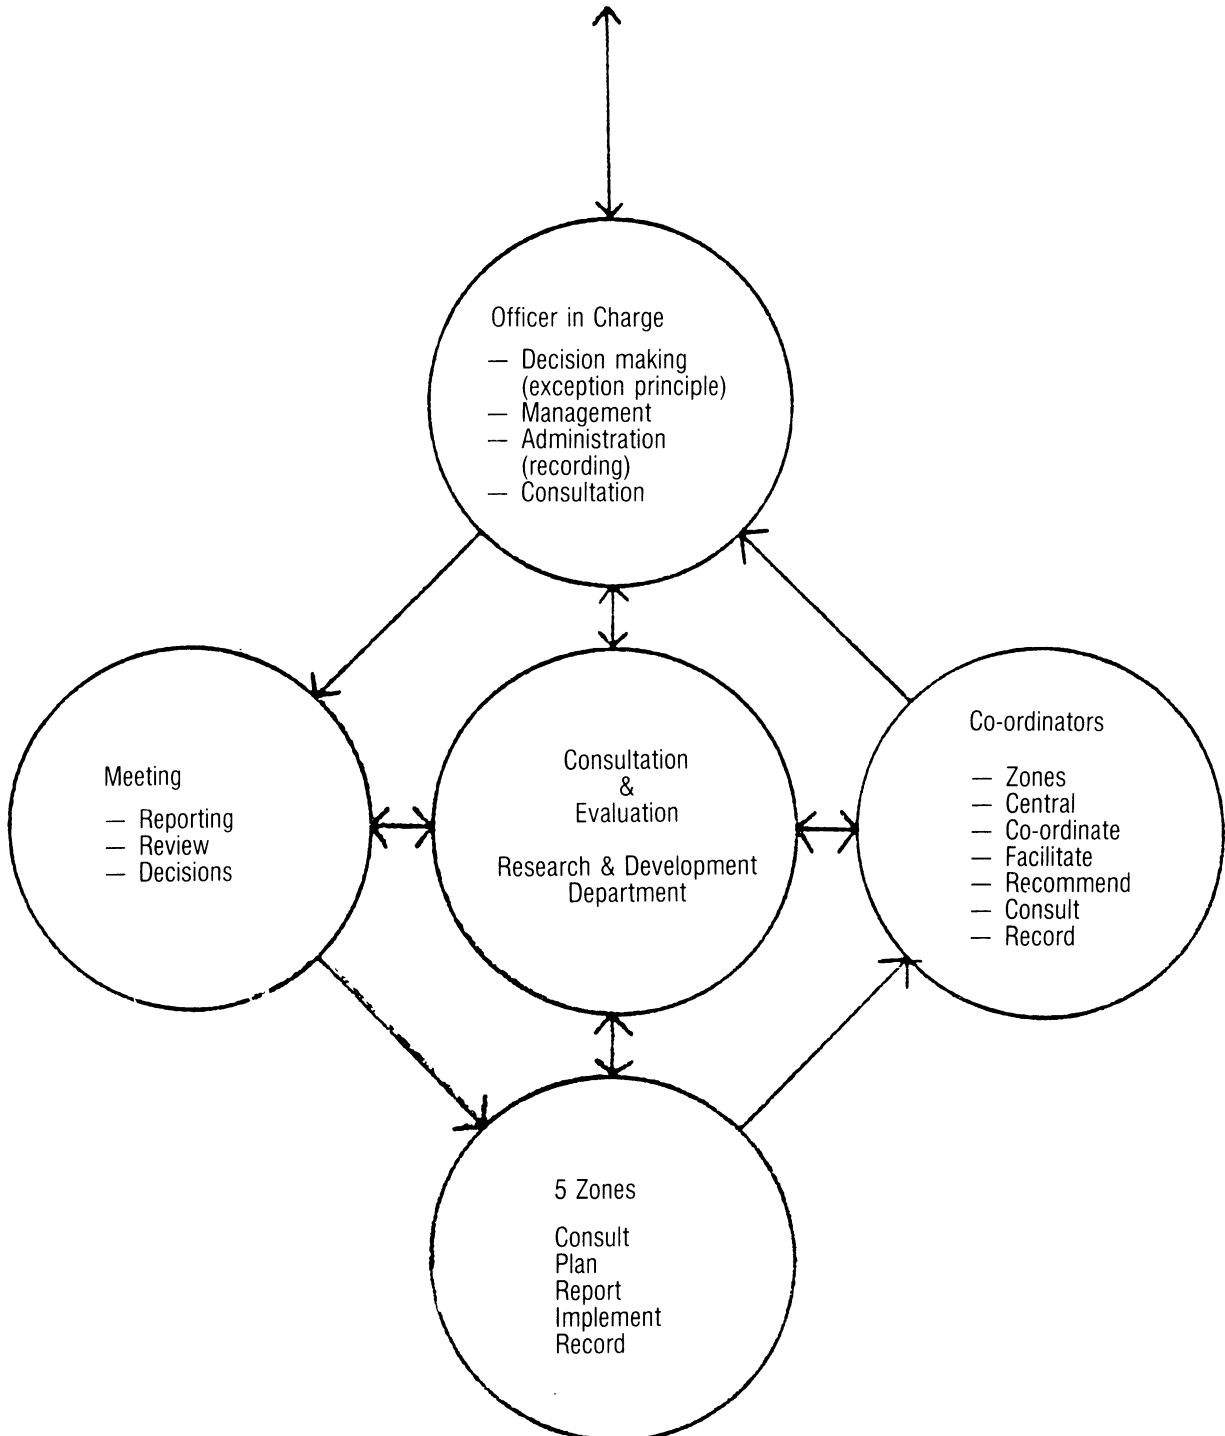 Officer in Charge
— Decision making
(exception principle)
— Management
— Administration
(recording)
— Consultation
Meeting
— Reporting
— Review
— Decisions
Consultation
&
Evaluation
Research & Development
Department
Co-ordinators
— Zones
— Central
— Co-ordinate
— Facilitate
— Recommend
— Consult
— Record
5 Zones
Consult
Plan
Report
Implement
Record